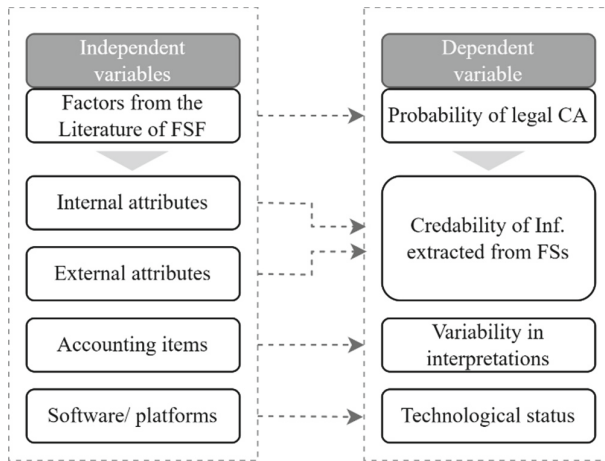 Independent
variables
Factors from the
Literature of FSF
Internal attributes
External attributes
Accounting items
Software/ platforms
Dependent
variable
Probability of legal CA
Credability of Inf.
extracted from FSs
Variability in
interpretations
Technological status